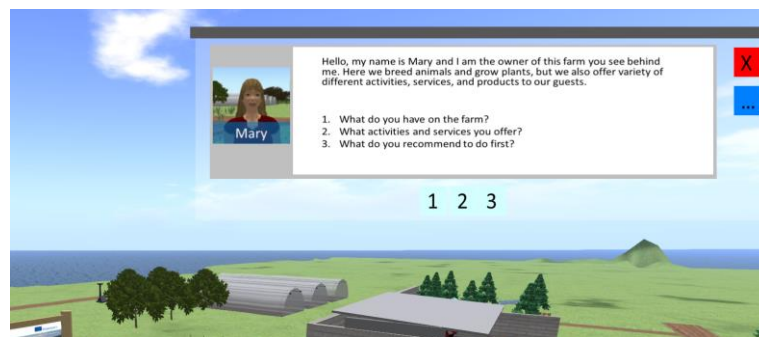 Hello, my name is Mary and I am the owner of this farm you see behind
me. Here we breed animals and grow plants, but we also offer variety of
different activities, services, and products to our guests.
Mary
1. What do you have on the farm?
2. What activities and services you offer?
3. What do you recommend to do first?
X
...
1 2 3